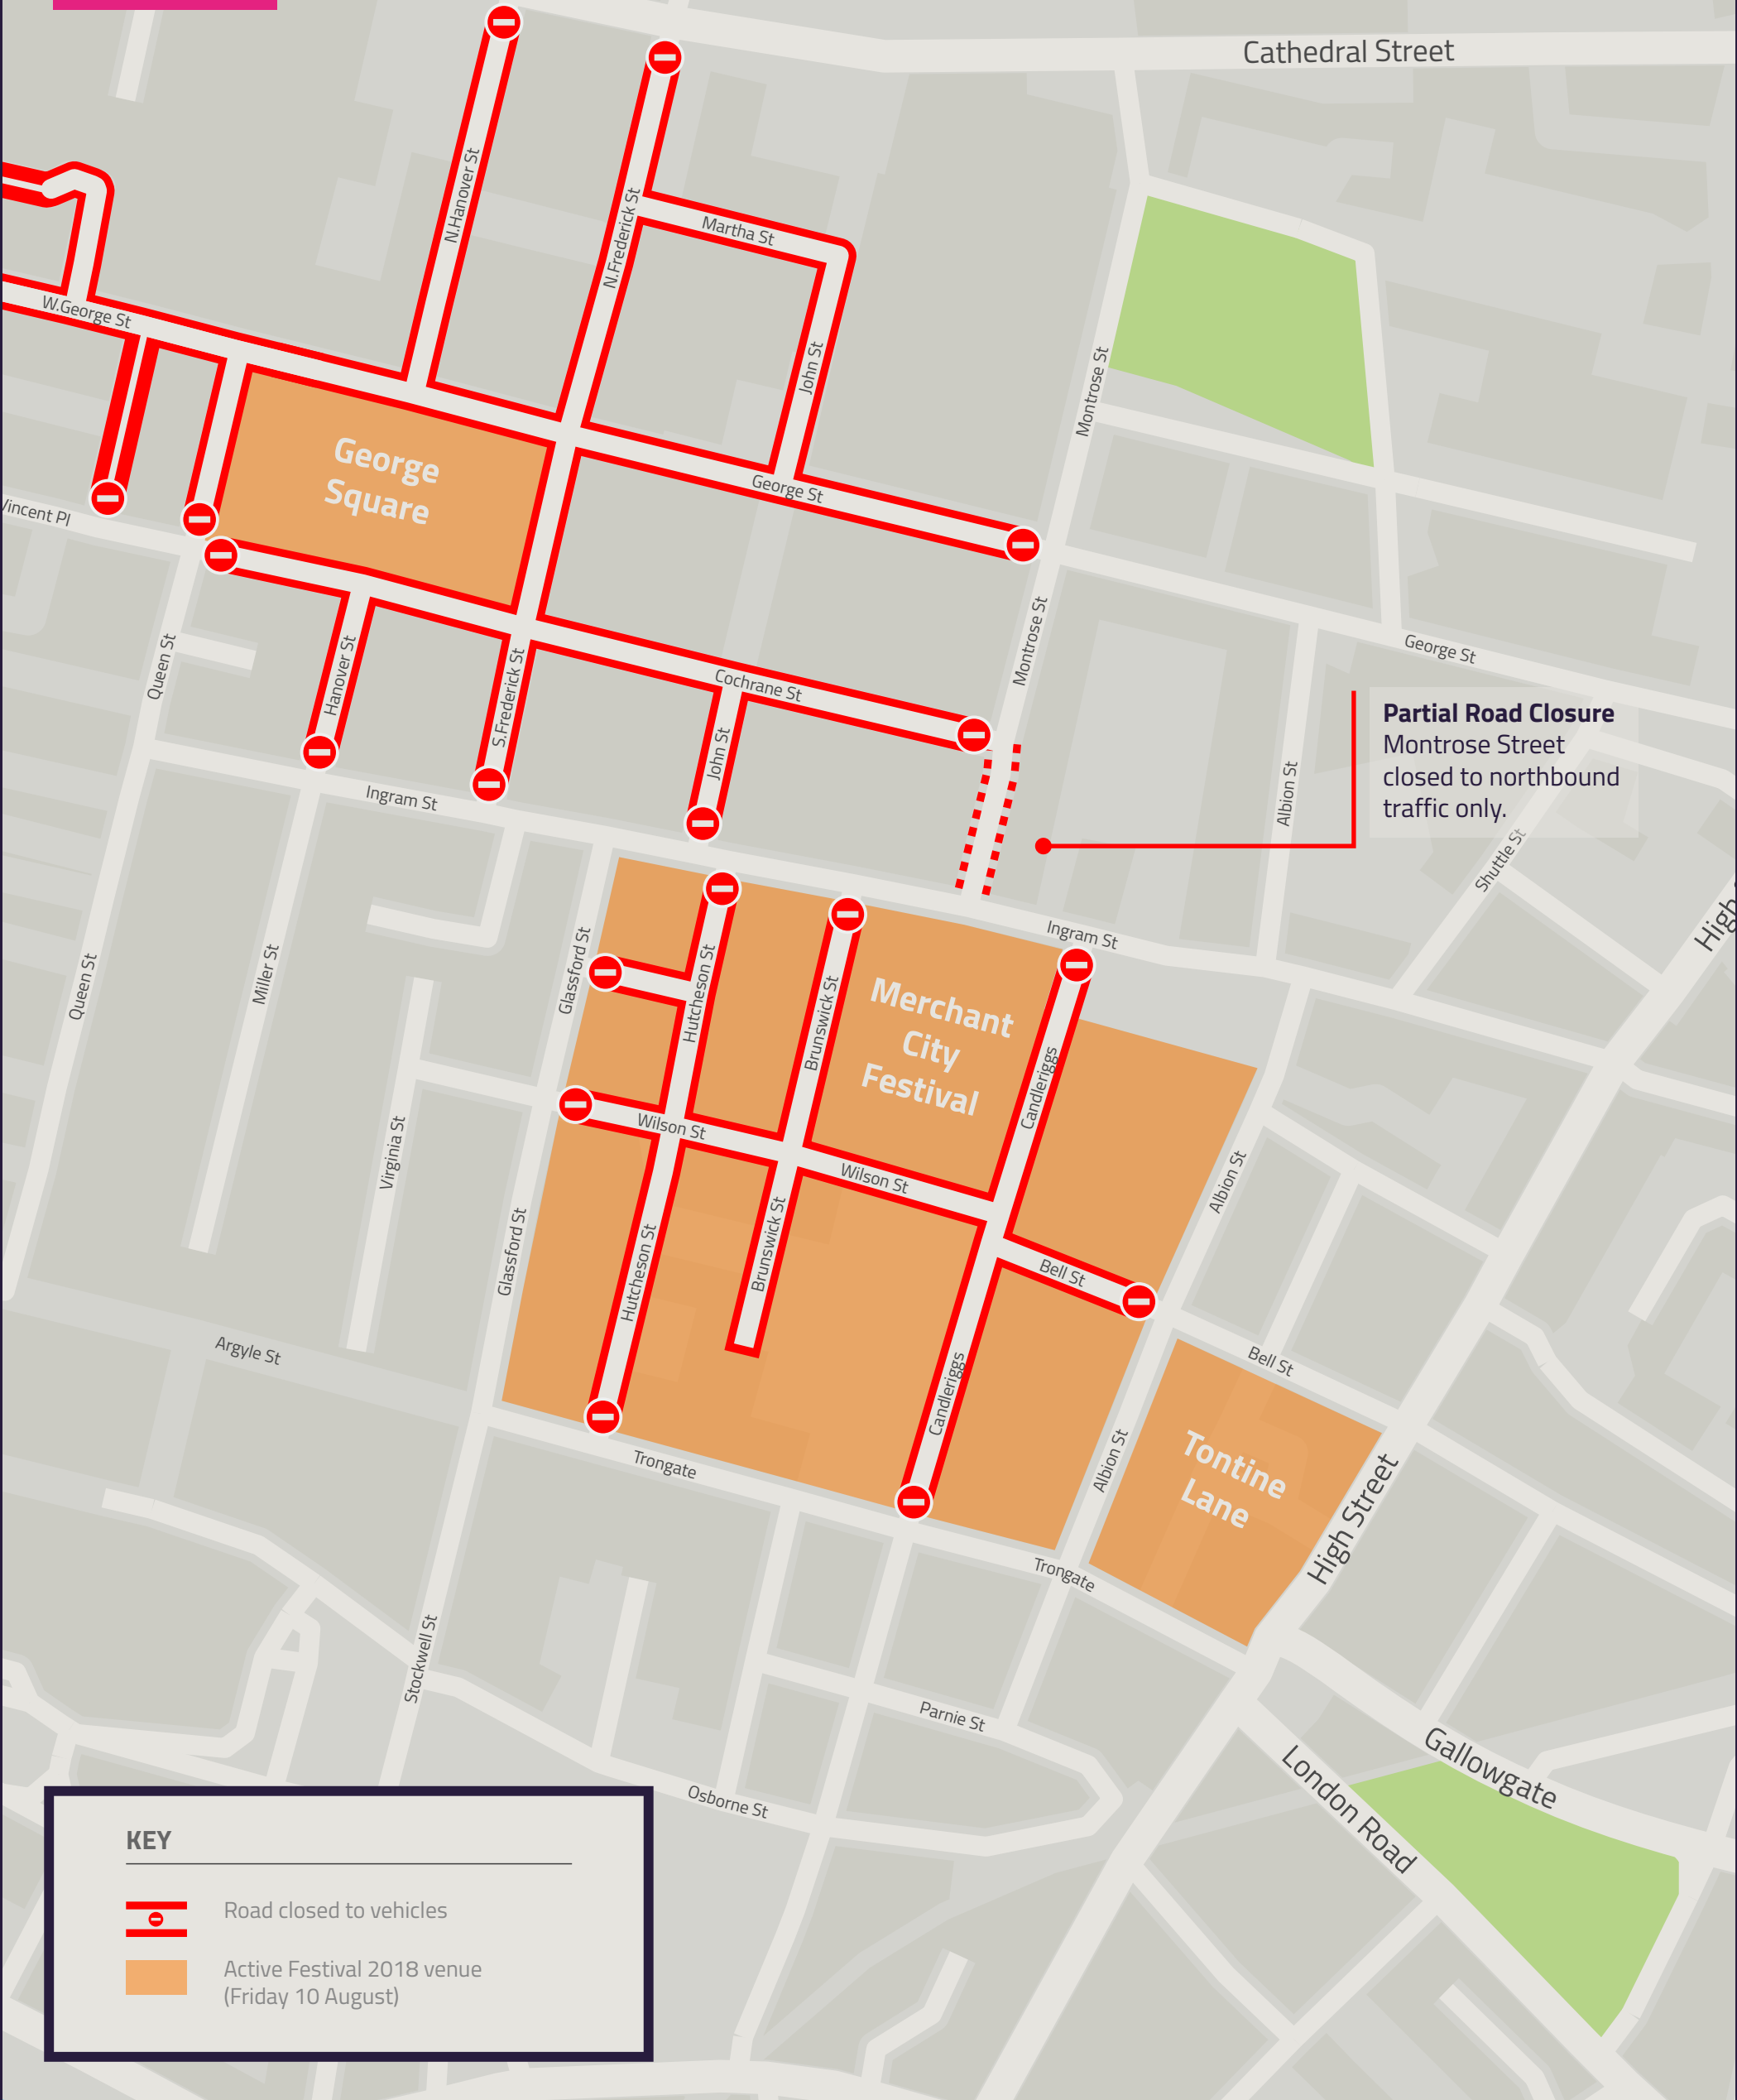 Cathedral Street
N.Hanover St
N.Frederick St
Martha St
John St
W.George St
Montrose St
George
Square
George St
Vincent Pl
Montrose St
George St
Queen St
Hanover St
S.Frederick St
Cochrane St
John St
Partial Road Closure
Montrose Street
closed to northbound
traffic only.
Albion St
Ingram St
Shuttle St
High
Ingram St
Queen St
Miller St
Glassford St
Hutcheson St
Brunswick St
Merchant
City
Festival
Candleriggs
Wilson St
Virginia St
Wilson St
Albion St
Glassford St
Hutcheson St
Brunswick St
Bell St
Argyle St
Bell St
Candleriggs
Albion St
Tontine
Lane
High Street
Trongate
Trongate
Stockwell St
Parnie St
Gallowgate
London Road
Osborne St
KEY
Road closed to vehicles
Active Festival 2018 venue
(Friday 10 August)